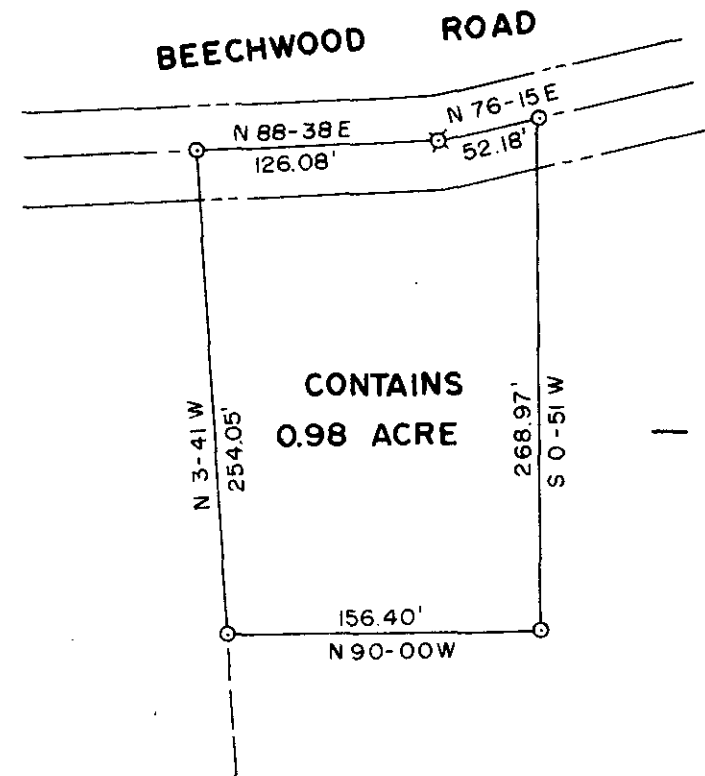 BEECHWOOD ROAD
N 88-38 E
126.08'
N 76-15 E
52.18'
N 3-41 W
254.05'
CONTAINS
0.98 ACRE
268.97'
S 0-51 W
156.40'
N 90-00 W